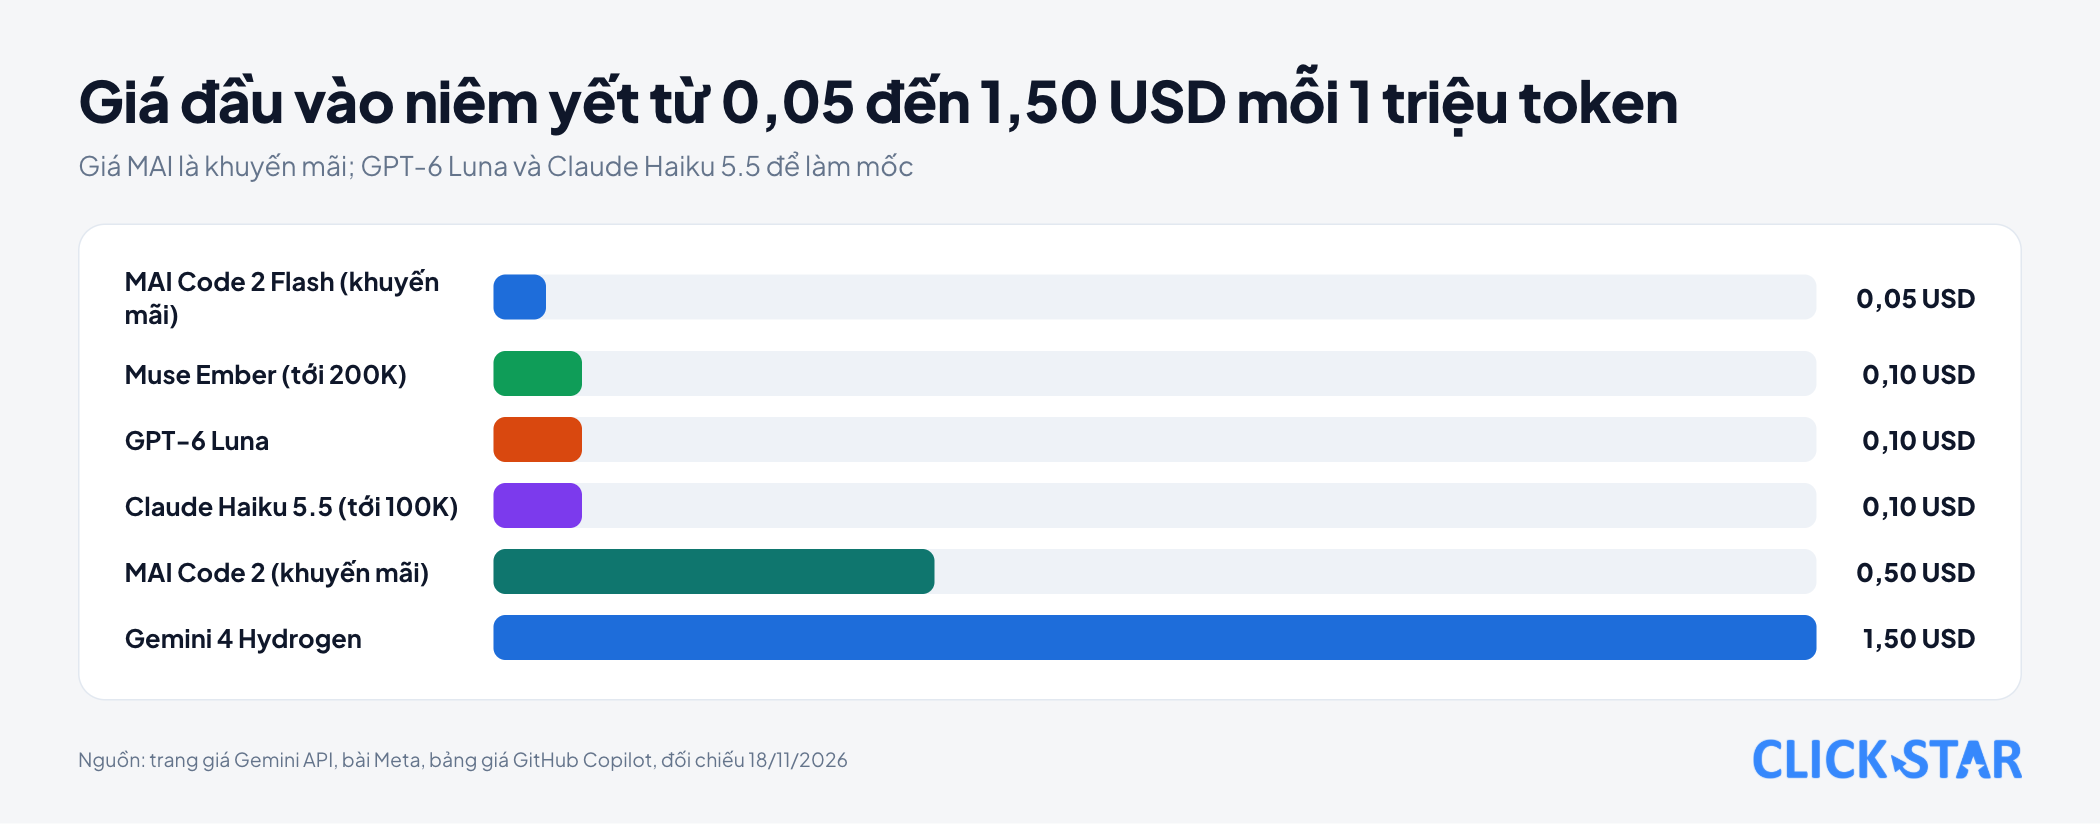 Giá đầu vào niêm yết từ 0,05 đến 1,50 USD mỗi 1 triệu token
Giá MAI là khuyến mãi; GPT-6 Luna và Claude Haiku 5.5 để làm mốc
MAI Code 2 Flash (khuyến
mãi)
0,05 USD
Muse Ember (tới 200K)
0,10 USD
GPT-6 Luna
0,10 USD
Claude Haiku 5.5 (tới 100K)
0,10 USD
MAI Code 2 (khuyến mãi)
0,50 USD
Gemini 4 Hydrogen
1,50 USD
Nguồn: trang giá Gemini API, bài Meta, bảng giá GitHub Copilot, đối chiếu 18/11/2026
CLICK STAR